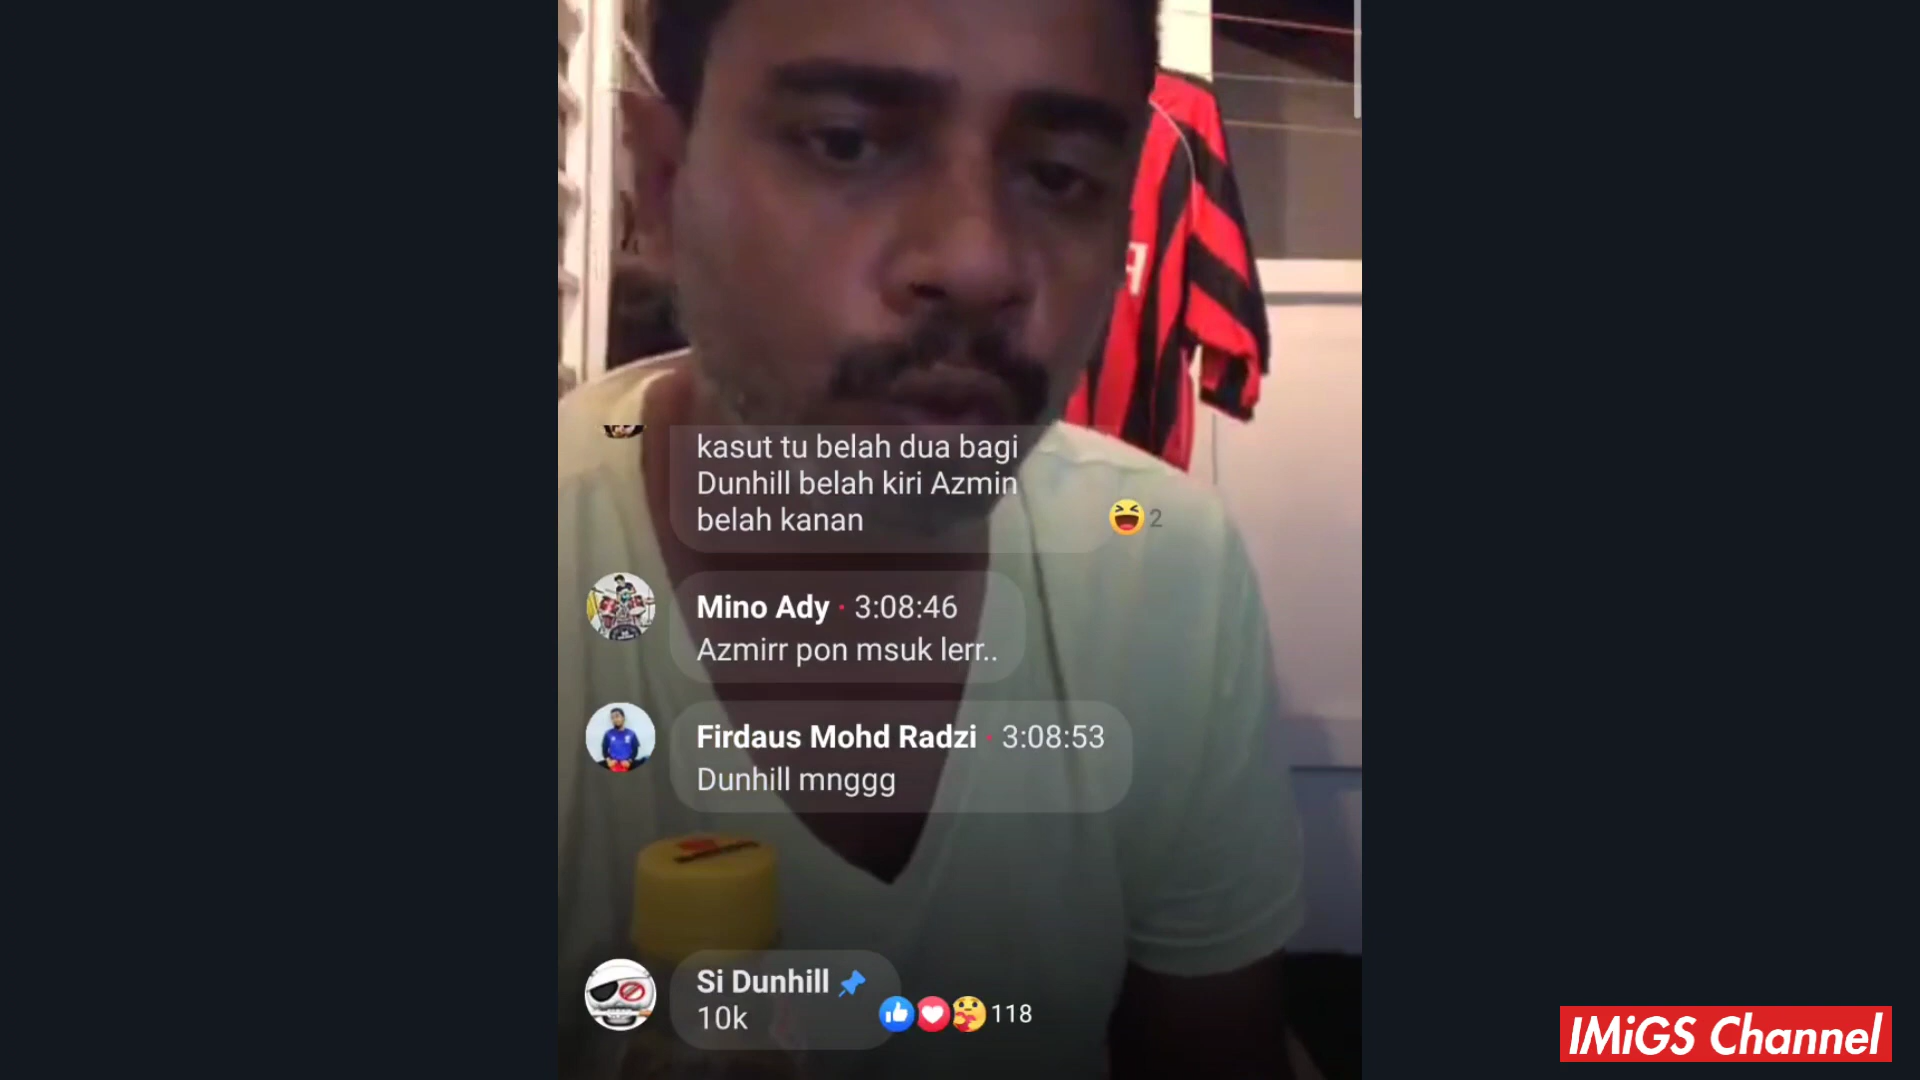 kasut tu belah dua bagi
Dunhill belah kiri Azmin
belah kanan
2
Mino Ady · 3:08:46
Azmirr pon msuk lerr..
Firdaus Mohd Radzi · 3:08:53
Dunhill mnggg
Si Dunhill
10k
118
IMiGS Channel